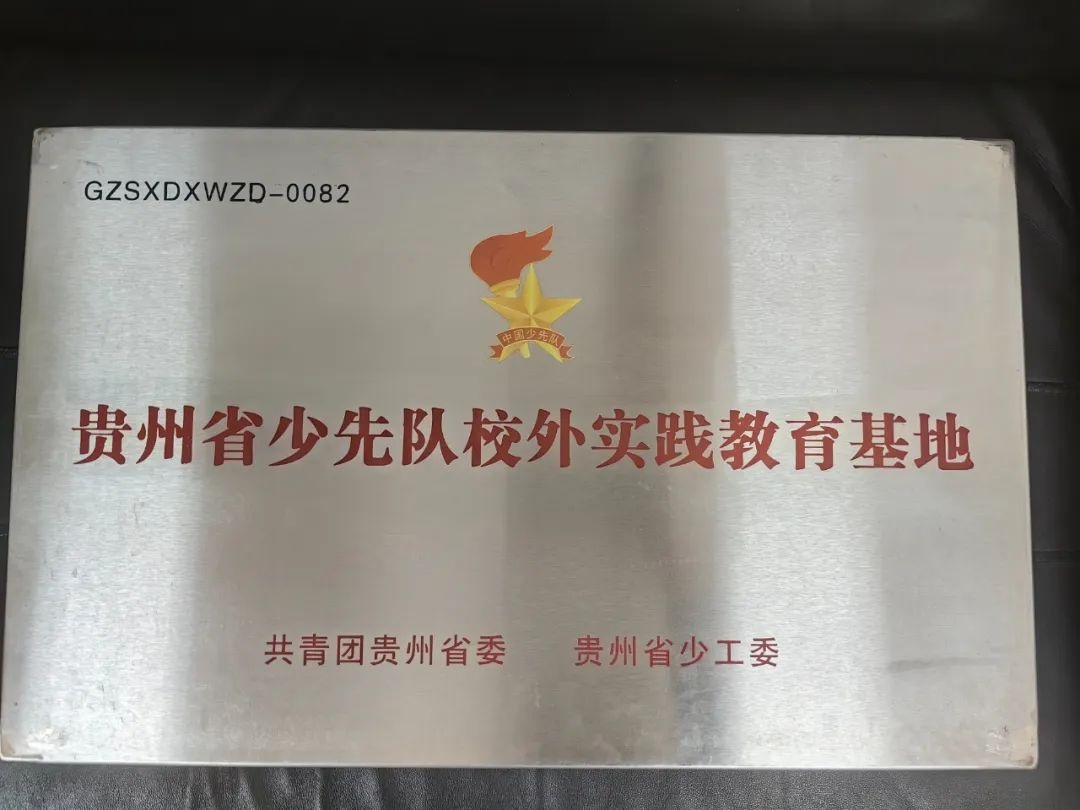 GZSXDXWZD-0082
中国少先队
贵州省少先队校外实践教育基地
共青团贵州省委 贵州省少工委